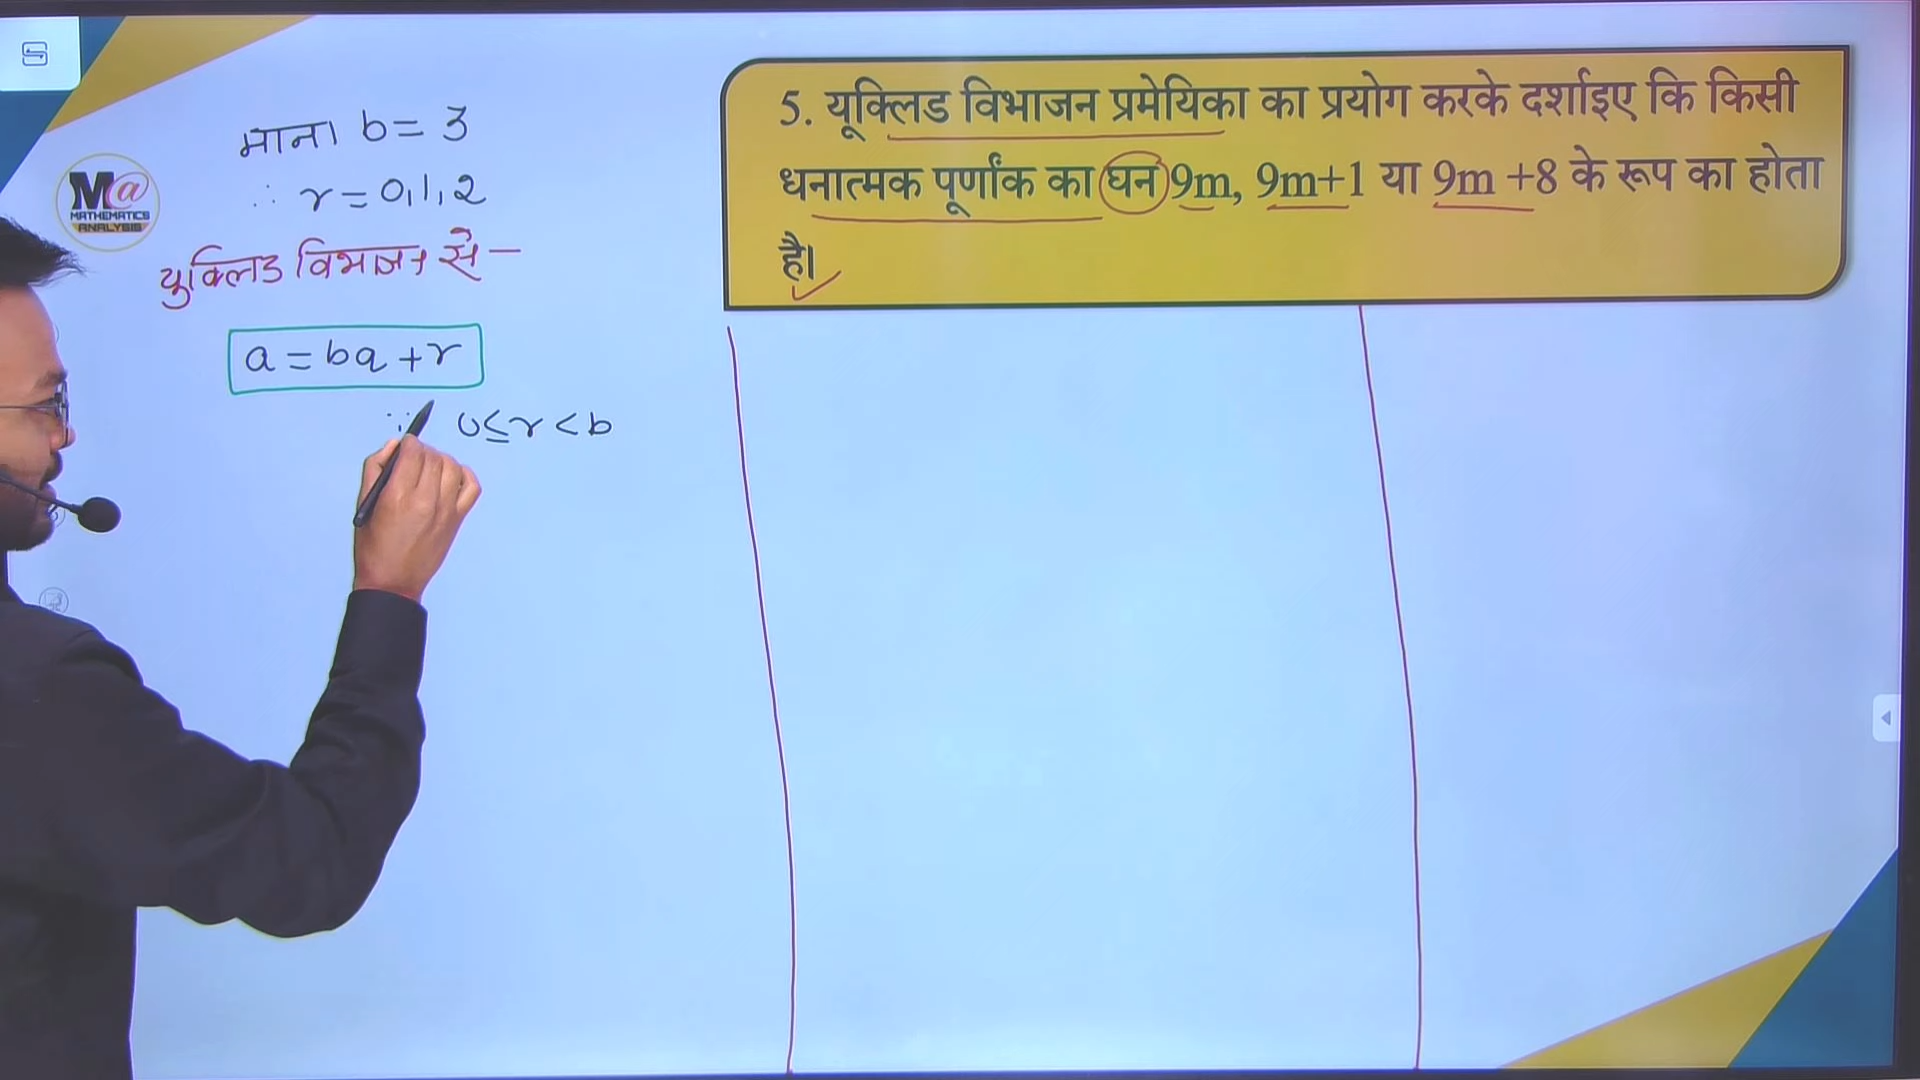 माना b = 3
∴ r = 0, 1, 2
M@
MATHEMATICS
ANALYSIS
युक्लिड विभाजन से –
a = bq + r
∵ 0 ≤ r < b
5. यूक्लिड विभाजन प्रमेयिका का प्रयोग करके दर्शाइए कि किसी
धनात्मक पूर्णांक का घन 9m, 9m+1 या 9m +8 के रूप का होता
है।